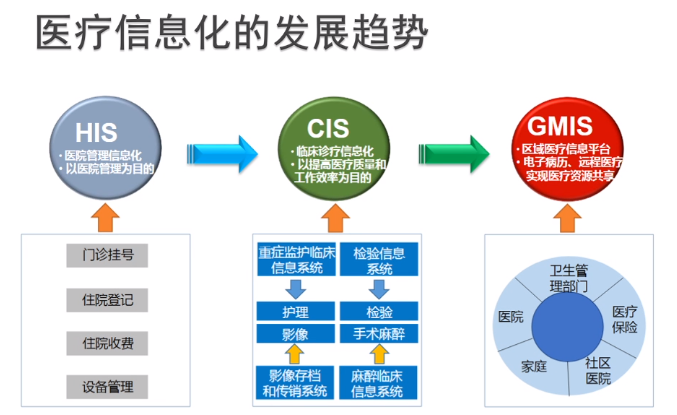 医疗信息化的发展趋势
HIS
·医院管理信息化
·以医院管理为目的
CIS
·临床诊疗信息化
·以提高医疗质量和
工作效率为目的
GMIS
·区域医疗信息平台
·电子病历、远程医疗
实现医疗资源共享
门诊挂号
住院登记
住院收费
设备管理
重症监护临床
信息系统
检验信息
系统
护理
检验
影像
手术麻醉
影像存档
和传销系统
麻醉临床
信息系统
卫生管
理部门
医院
医疗
保险
家庭
社区
医院